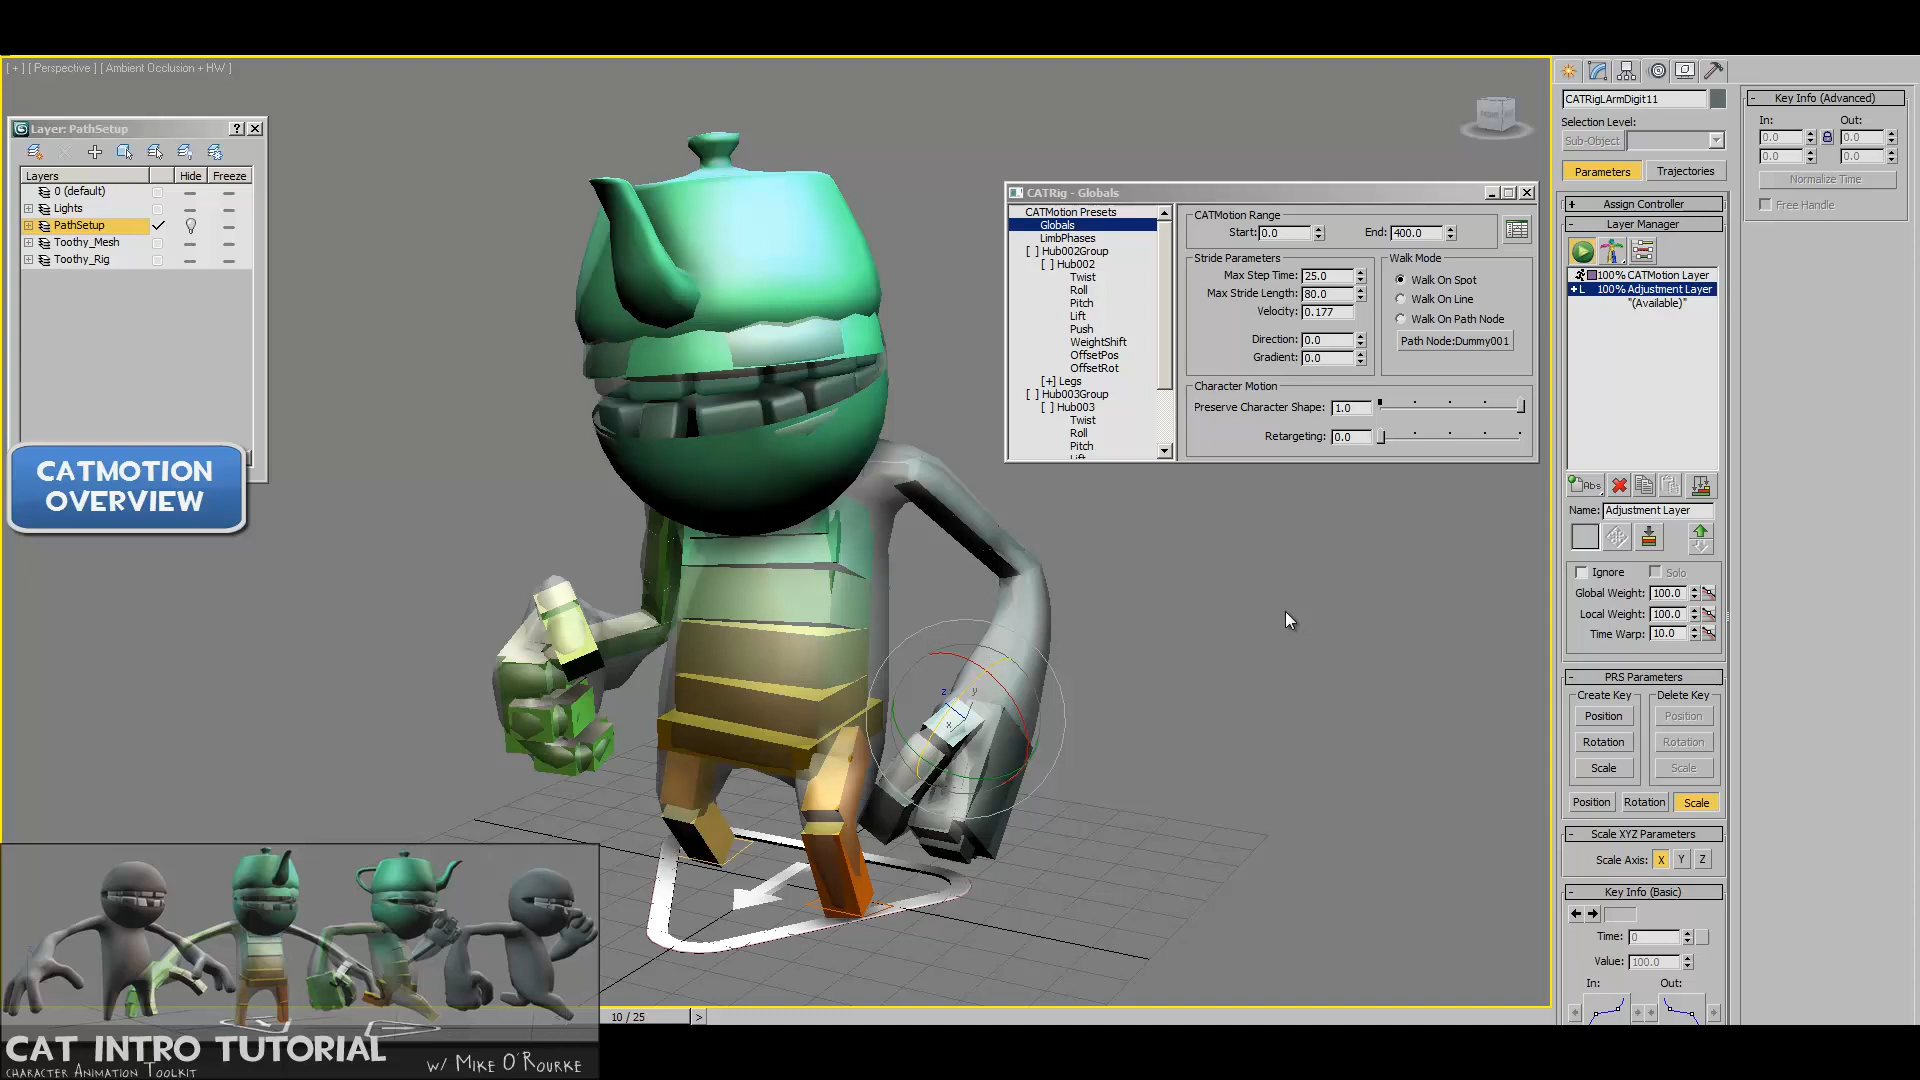 [ + ] [ Perspective ] [ Ambient Occlusion + HW ]
Layer: PathSetup
?
Layers
Hide
Freeze
0 (default)
Lights
PathSetup
Toothy_Mesh
Toothy_Rig
CATMOTION
OVERVIEW
CATRig - Globals
CATMotion Presets
Globals
LimbPhases
[ ] Hub002Group
[ ] Hub002
Twist
Roll
Pitch
Lift
Push
WeightShift
OffsetPos
OffsetRot
[+] Legs
[ ] Hub003Group
[ ] Hub003
Twist
Roll
Pitch
Lift
CATMotion Range
Start: 0.0
End: 400.0
Stride Parameters
Max Step Time: 25.0
Max Stride Length: 80.0
Velocity: 0.177
Direction: 0.0
Gradient: 0.0
Walk Mode
Walk On Spot
Walk On Line
Walk On Path Node
Path Node:Dummy001
Character Motion
Preserve Character Shape: 1.0
Retargeting: 0.0
z
y
x
10 / 25
>
CAT INTRO TUTORIAL
CHARACTER ANIMATION TOOLKIT
W/ MIKE O'ROURKE
CATRigLArmDigit11
Selection Level:
Sub-Object
Parameters
Trajectories
+ Assign Controller
- Layer Manager
100% CATMotion Layer
+L 100% Adjustment Layer
"(Available)"
Abs
Name: Adjustment Layer
Ignore
Solo
Global Weight: 100.0
Local Weight: 100.0
Time Warp: 10.0
- PRS Parameters
Create Key
Delete Key
Position
Position
Rotation
Rotation
Scale
Scale
Position
Rotation
Scale
- Scale XYZ Parameters
Scale Axis: X Y Z
- Key Info (Basic)
Time: 0
Value: 100.0
In:
Out:
- Key Info (Advanced)
In:
Out:
0.0
0.0
0.0
0.0
Normalize Time
Free Handle